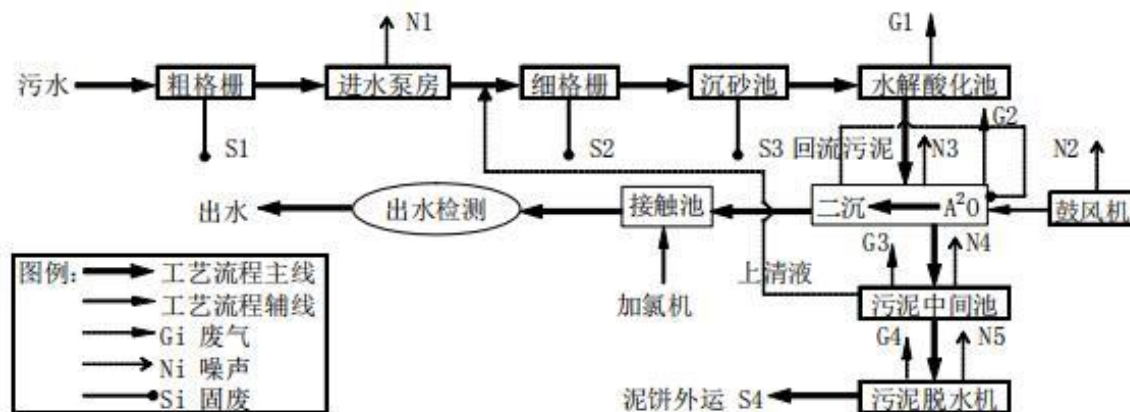 N1
G1
污水
粗格栅
进水泵房
细格栅
沉砂池
水解酸化池
S1
S2
S3
回流污泥
N3
G2
N2
出水
出水检测
接触池
二沉
A²O
鼓风机
G3
N4
上清液
加氯机
污泥中间池
G4
N5
泥饼外运 S4
污泥脱水机
图例:
工艺流程主线
工艺流程辅线
Gi 废气
Ni 噪声
Si 固废